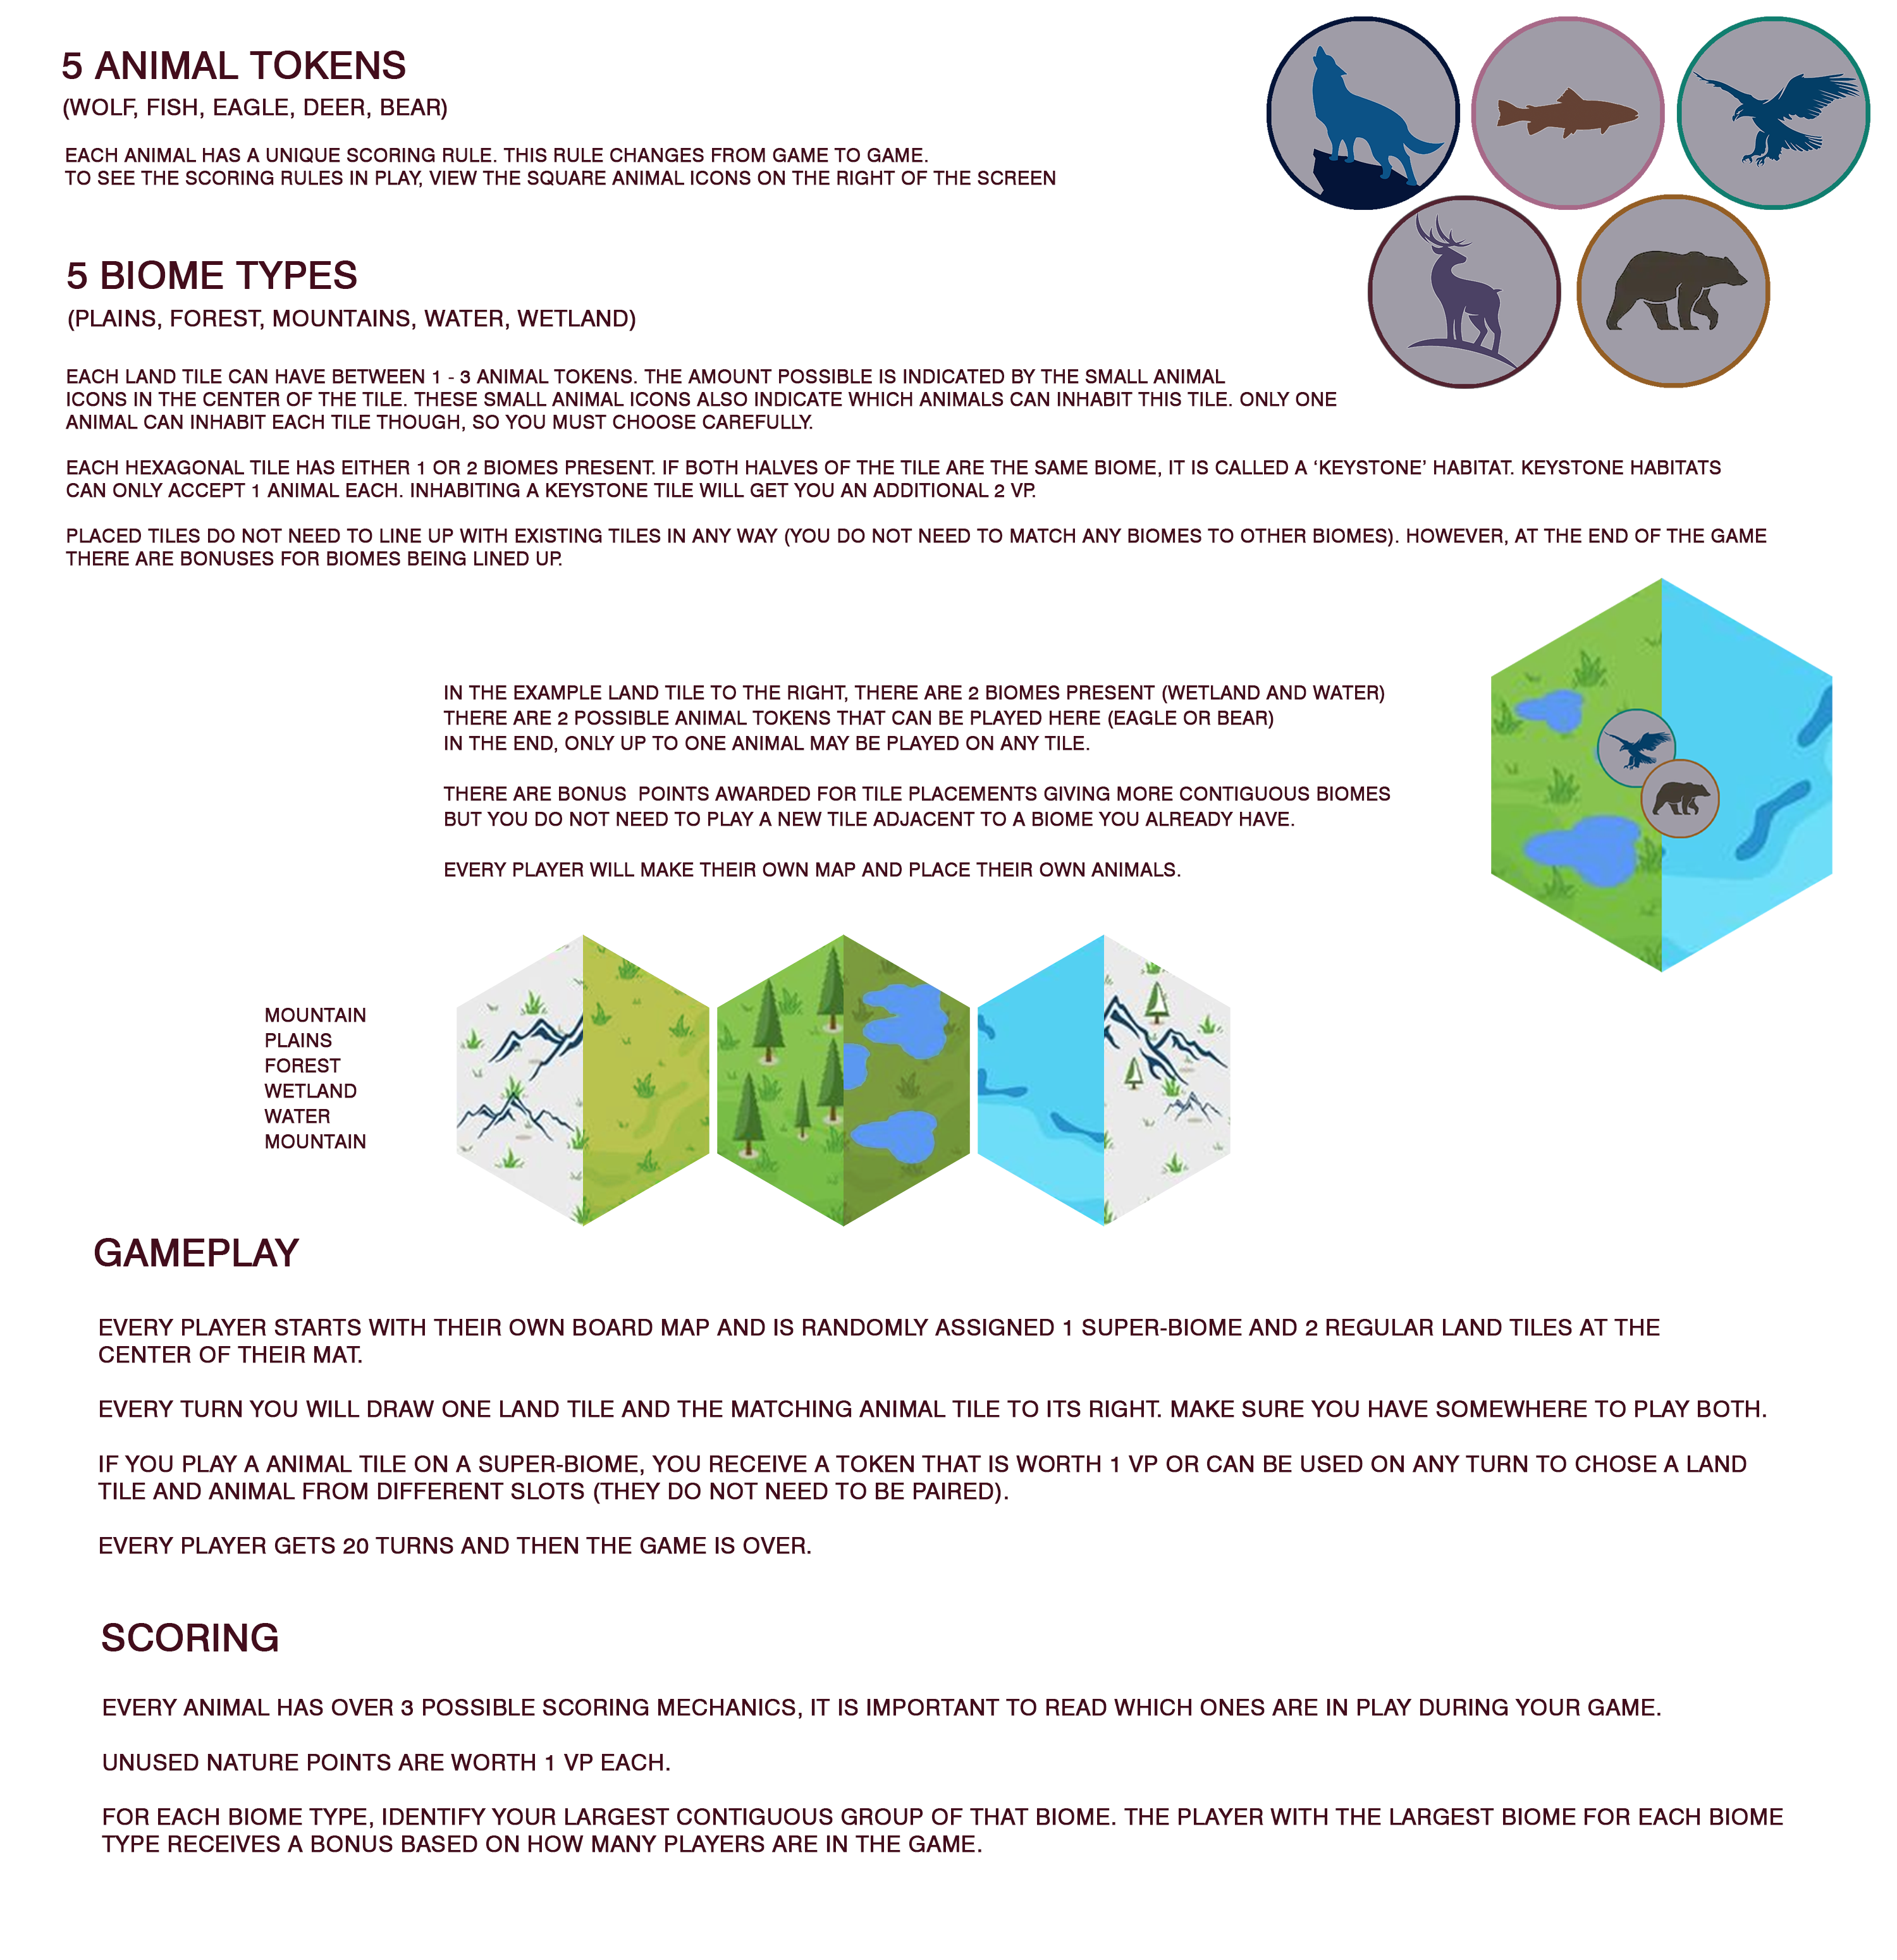 5 ANIMAL TOKENS
(WOLF, FISH, EAGLE, DEER, BEAR)
EACH ANIMAL HAS A UNIQUE SCORING RULE. THIS RULE CHANGES FROM GAME TO GAME.
TO SEE THE SCORING RULES IN PLAY, VIEW THE SQUARE ANIMAL ICONS ON THE RIGHT OF THE SCREEN
5 BIOME TYPES
(PLAINS, FOREST, MOUNTAINS, WATER, WETLAND)
EACH LAND TILE CAN HAVE BETWEEN 1 - 3 ANIMAL TOKENS. THE AMOUNT POSSIBLE IS INDICATED BY THE SMALL ANIMAL
ICONS IN THE CENTER OF THE TILE. THESE SMALL ANIMAL ICONS ALSO INDICATE WHICH ANIMALS CAN INHABIT THIS TILE. ONLY ONE
ANIMAL CAN INHABIT EACH TILE THOUGH, SO YOU MUST CHOOSE CAREFULLY.
EACH HEXAGONAL TILE HAS EITHER 1 OR 2 BIOMES PRESENT. IF BOTH HALVES OF THE TILE ARE THE SAME BIOME, IT IS CALLED A ‘KEYSTONE’ HABITAT. KEYSTONE HABITATS
CAN ONLY ACCEPT 1 ANIMAL EACH. INHABITING A KEYSTONE TILE WILL GET YOU AN ADDITIONAL 2 VP.
PLACED TILES DO NOT NEED TO LINE UP WITH EXISTING TILES IN ANY WAY (YOU DO NOT NEED TO MATCH ANY BIOMES TO OTHER BIOMES). HOWEVER, AT THE END OF THE GAME
THERE ARE BONUSES FOR BIOMES BEING LINED UP.
IN THE EXAMPLE LAND TILE TO THE RIGHT, THERE ARE 2 BIOMES PRESENT (WETLAND AND WATER)
THERE ARE 2 POSSIBLE ANIMAL TOKENS THAT CAN BE PLAYED HERE (EAGLE OR BEAR)
IN THE END, ONLY UP TO ONE ANIMAL MAY BE PLAYED ON ANY TILE.
THERE ARE BONUS  POINTS AWARDED FOR TILE PLACEMENTS GIVING MORE CONTIGUOUS BIOMES
BUT YOU DO NOT NEED TO PLAY A NEW TILE ADJACENT TO A BIOME YOU ALREADY HAVE.
EVERY PLAYER WILL MAKE THEIR OWN MAP AND PLACE THEIR OWN ANIMALS.
MOUNTAIN
PLAINS
FOREST
WETLAND
WATER
MOUNTAIN
GAMEPLAY
EVERY PLAYER STARTS WITH THEIR OWN BOARD MAP AND IS RANDOMLY ASSIGNED 1 SUPER-BIOME AND 2 REGULAR LAND TILES AT THE
CENTER OF THEIR MAT.
EVERY TURN YOU WILL DRAW ONE LAND TILE AND THE MATCHING ANIMAL TILE TO ITS RIGHT. MAKE SURE YOU HAVE SOMEWHERE TO PLAY BOTH.
IF YOU PLAY A ANIMAL TILE ON A SUPER-BIOME, YOU RECEIVE A TOKEN THAT IS WORTH 1 VP OR CAN BE USED ON ANY TURN TO CHOSE A LAND
TILE AND ANIMAL FROM DIFFERENT SLOTS (THEY DO NOT NEED TO BE PAIRED).
EVERY PLAYER GETS 20 TURNS AND THEN THE GAME IS OVER.
SCORING
EVERY ANIMAL HAS OVER 3 POSSIBLE SCORING MECHANICS, IT IS IMPORTANT TO READ WHICH ONES ARE IN PLAY DURING YOUR GAME.
UNUSED NATURE POINTS ARE WORTH 1 VP EACH.
FOR EACH BIOME TYPE, IDENTIFY YOUR LARGEST CONTIGUOUS GROUP OF THAT BIOME. THE PLAYER WITH THE LARGEST BIOME FOR EACH BIOME
TYPE RECEIVES A BONUS BASED ON HOW MANY PLAYERS ARE IN THE GAME.